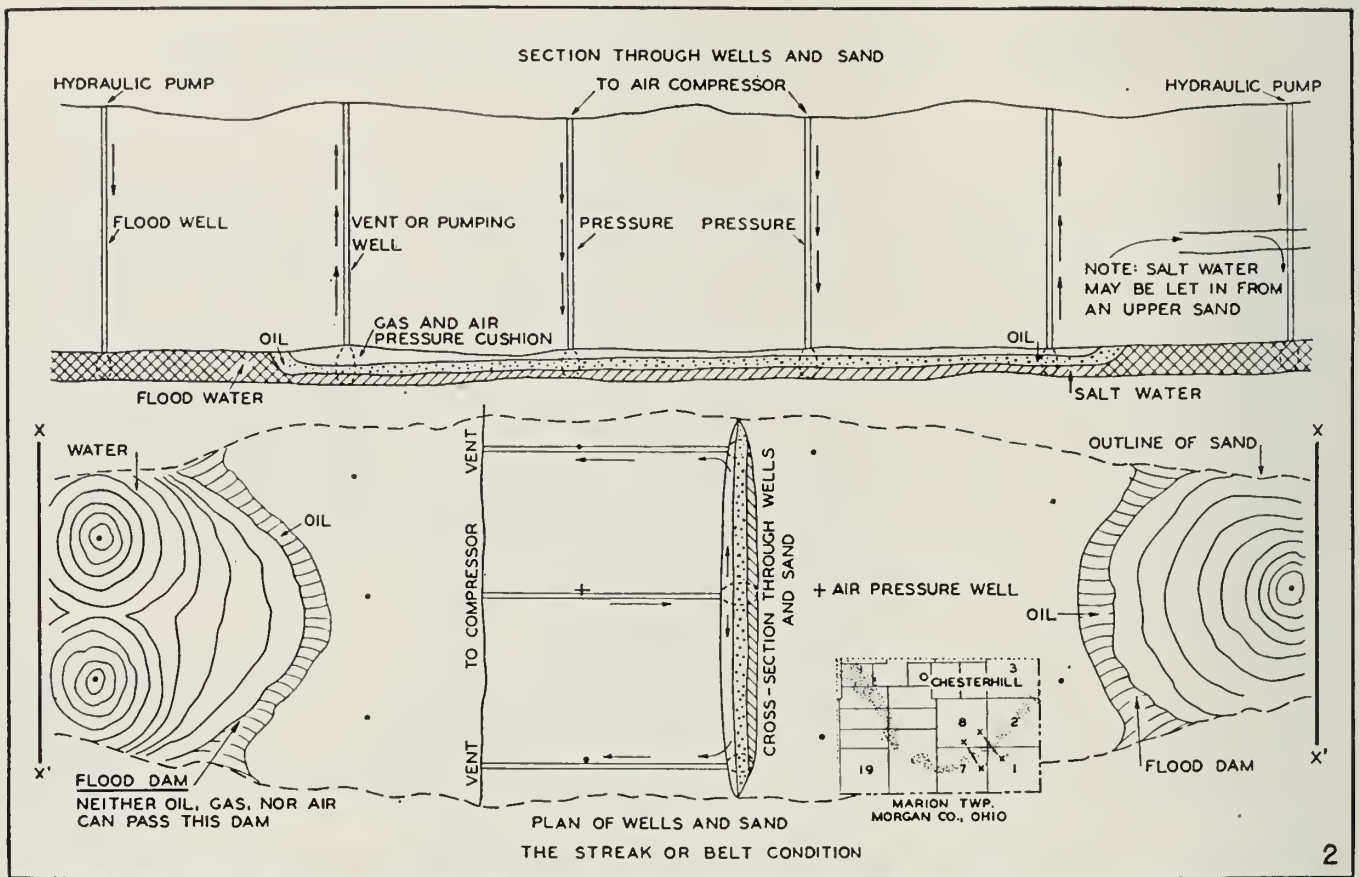 SECTION THROUGH WELLS AND SAND
HYDRAULIC PUMP
TO AIR COMPRESSOR
HYDRAULIC PUMP
FLOOD WELL
VENT OR PUMPING
WELL
PRESSURE
PRESSURE
NOTE: SALT WATER
MAY BE LET IN FROM
AN UPPER SAND
OIL
GAS AND AIR
PRESSURE CUSHION
OIL
FLOOD WATER
SALT WATER
X
WATER
VENT
OUTLINE OF SAND
X
OIL
TO COMPRESSOR
CROSS-SECTION THROUGH WELLS
AND SAND
+ AIR PRESSURE WELL
OIL
3
CHESTERHILL
8
2
19
7
1
MARION TWP.
MORGAN CO., OHIO
X'
VENT
X'
FLOOD DAM
FLOOD DAM
NEITHER OIL, GAS, NOR AIR
CAN PASS THIS DAM
PLAN OF WELLS AND SAND
THE STREAK OR BELT CONDITION
2